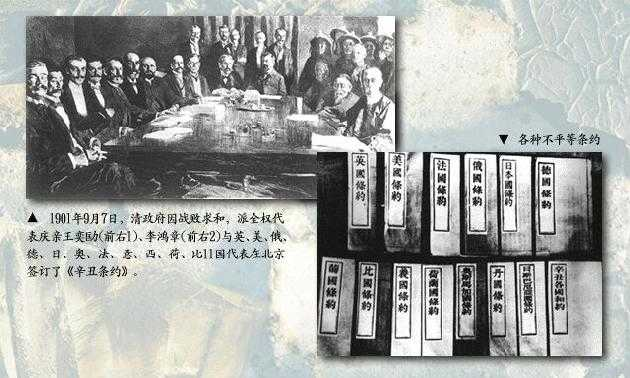 ▼ 各种不平等条约
▲ 1901年9月7日，清政府因战败求和，派全权代
表庆亲王奕劻(前右1)、李鸿章(前右2)与英、美、俄、
德、日、奥、法、意、西、荷、比11国代表在北京
签订了《辛丑条约》。
英國條約
美國條約
法國條約
俄國條約
日本國條約
德國條約
比國條約
義國條約
荷蘭國條約
丹國條約
辛丑各國和約